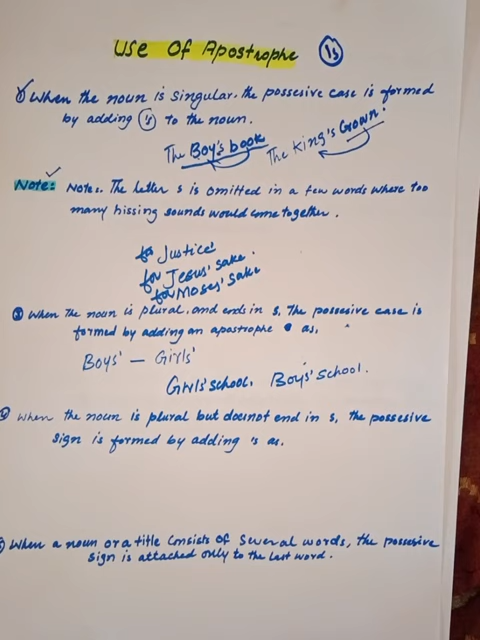 Use Of Apostrophe 's
① When the noun is singular. the possesive case is formed
by adding 's to the noun.
The Boy's book The King's Crown.
Note: Note:. The letter s is omitted in a few words where too
many hissing sounds would come together.
for Justice'
for Jesus' sake.
for Moses' sake
③ When the noun is plural. and ends in s, The possesive case is
formed by adding an apostrophe as,
Boys' — Girls'
Girls' school. Boys' school.
When the noun is plural but doesnot end in s, the possesive
sign is formed by adding 's as.
When a noun or a title Consists of several words, the possesive
sign is attached only to the last word.